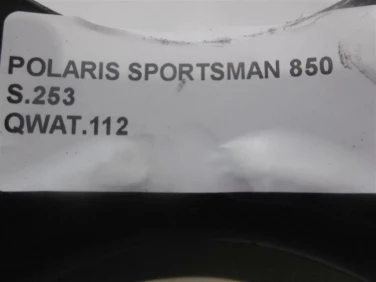 POLARIS SPORTSMAN 850
S.253
QWAT.112